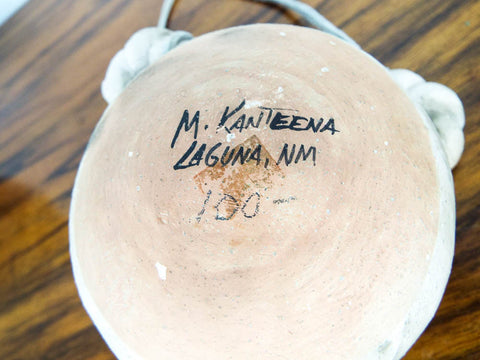 M. KANTEENA
LAGUNA, NM
100-